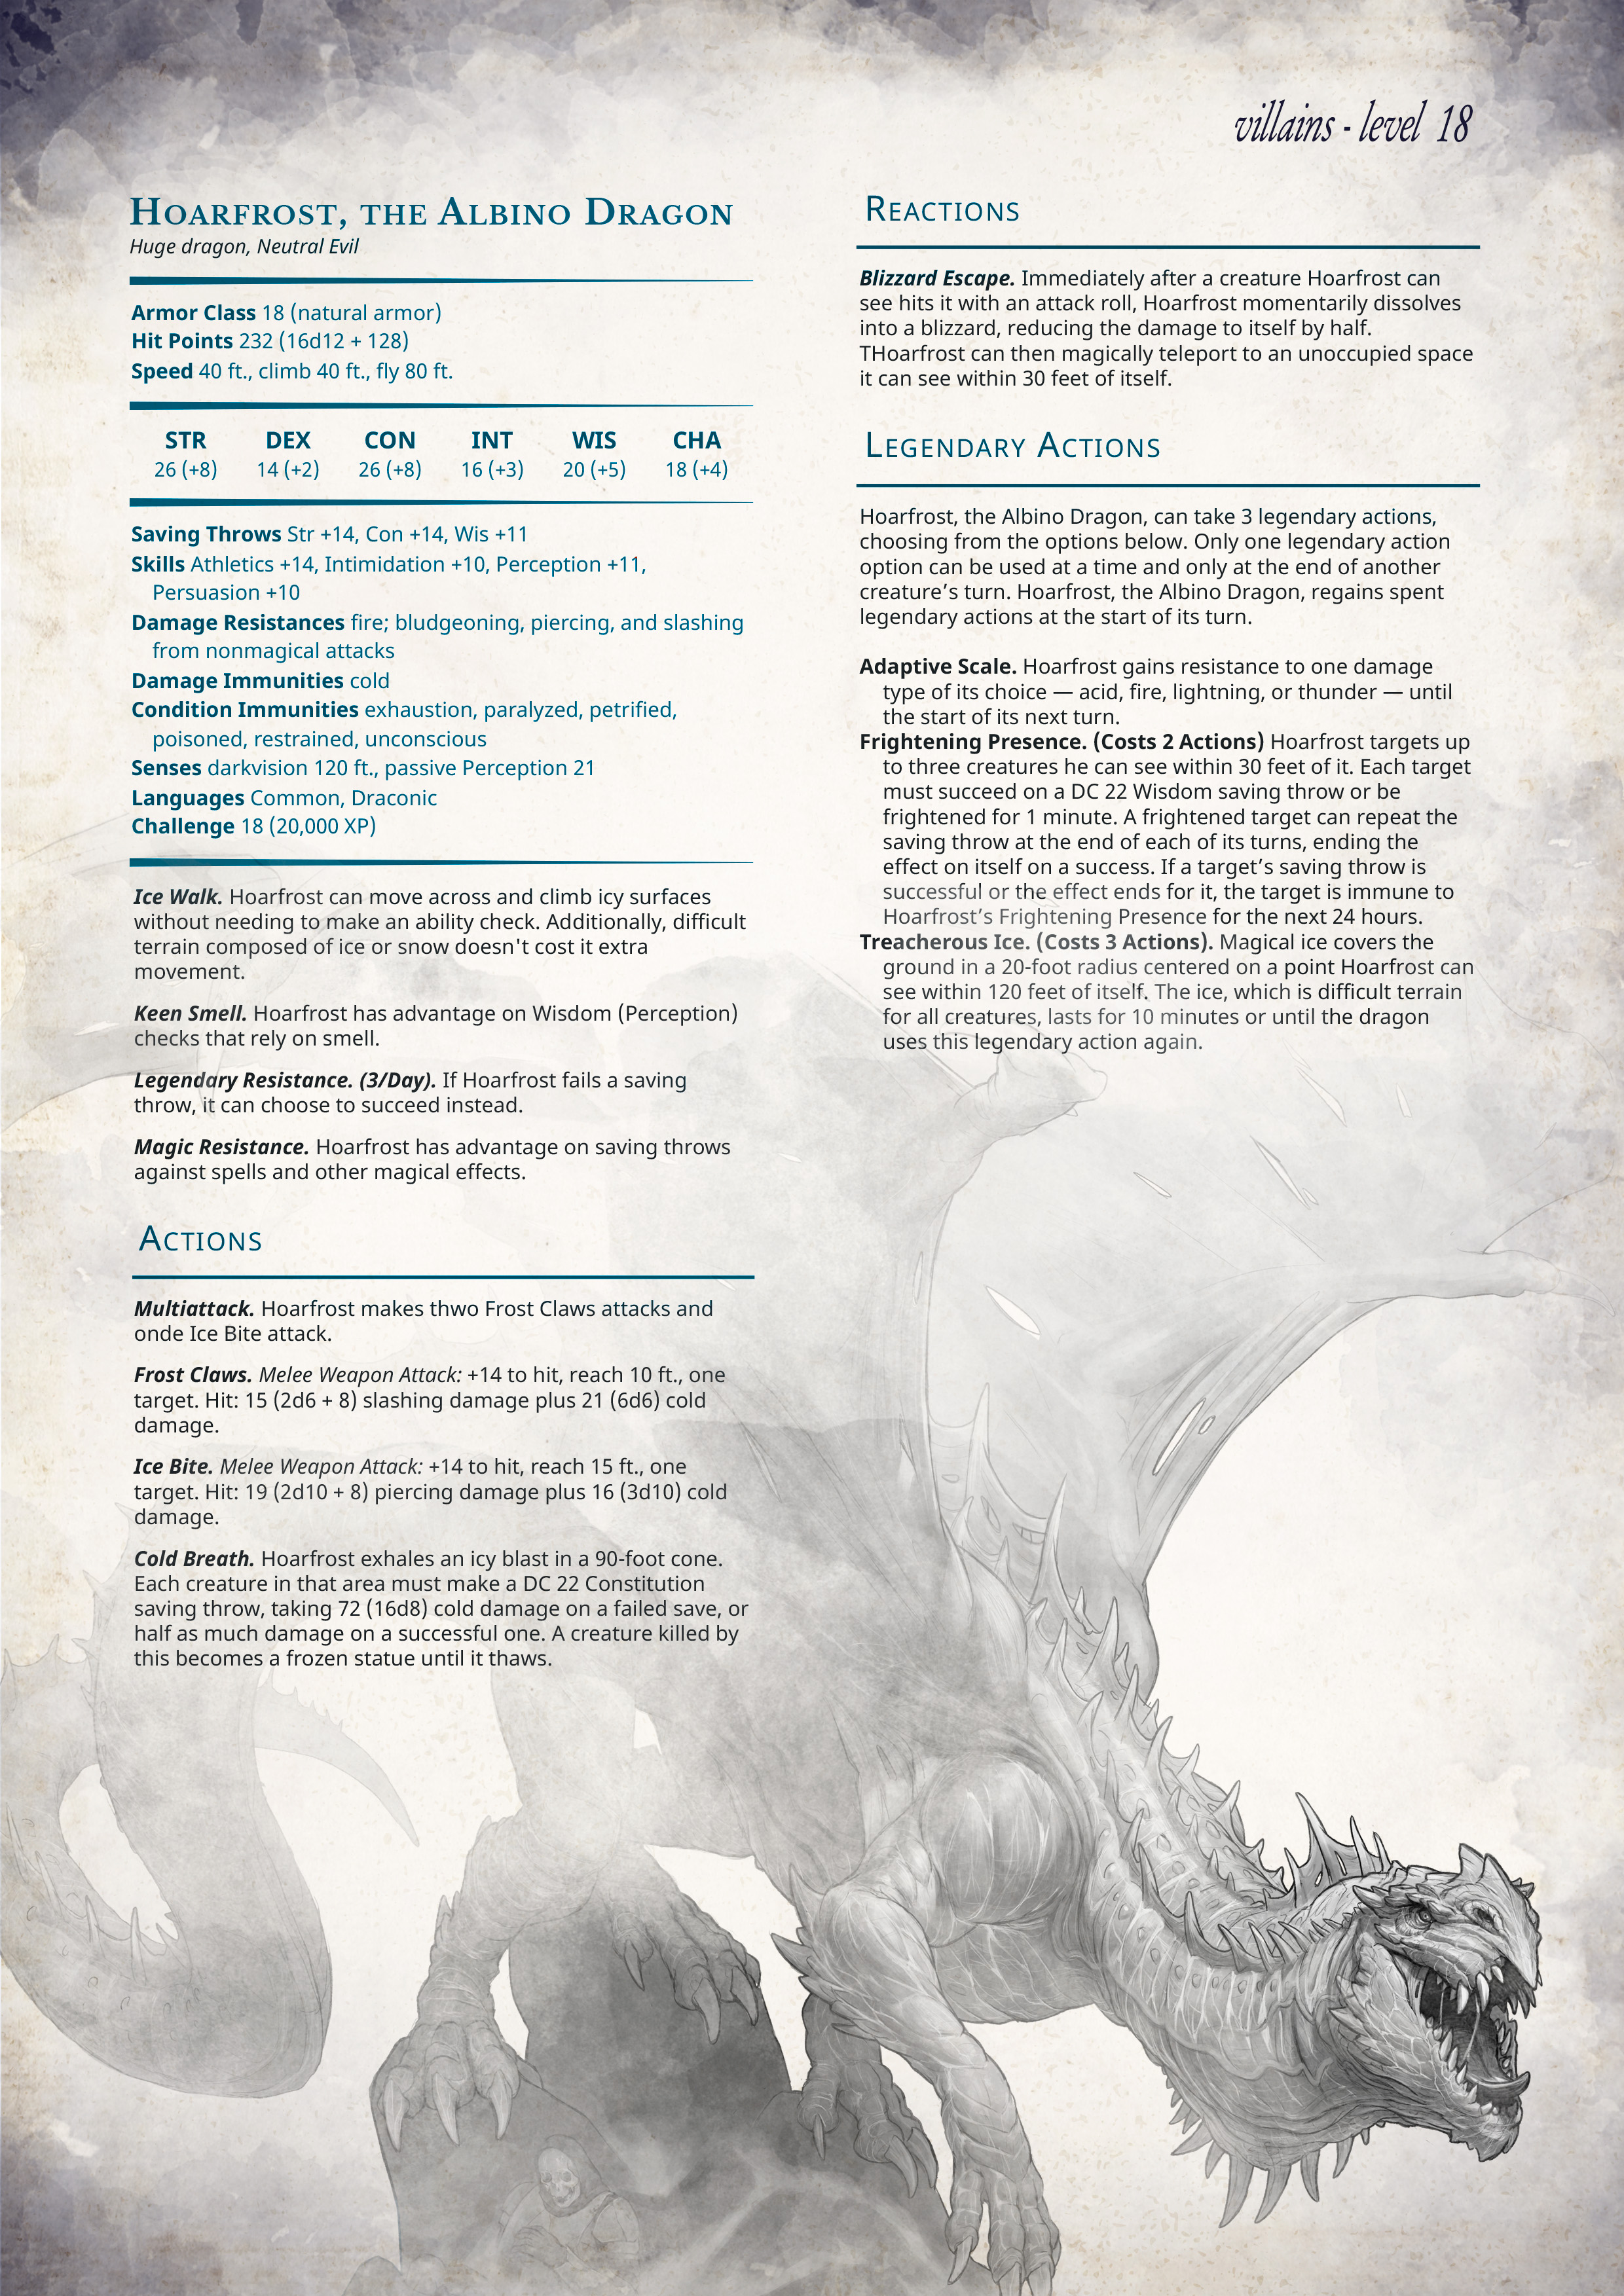 villains - level 18
Hoarfrost, the Albino Dragon
Huge dragon, Neutral Evil
Armor Class 18 (natural armor)
Hit Points 232 (16d12 + 128)
Speed 40 ft., climb 40 ft., fly 80 ft.
STR DEX CON INT WIS CHA
26 (+8) 14 (+2) 26 (+8) 16 (+3) 20 (+5) 18 (+4)
Saving Throws Str +14, Con +14, Wis +11
Skills Athletics +14, Intimidation +10, Perception +11,
Persuasion +10
Damage Resistances fire; bludgeoning, piercing, and slashing
from nonmagical attacks
Damage Immunities cold
Condition Immunities exhaustion, paralyzed, petrified,
poisoned, restrained, unconscious
Senses darkvision 120 ft., passive Perception 21
Languages Common, Draconic
Challenge 18 (20,000 XP)
Ice Walk. Hoarfrost can move across and climb icy surfaces
without needing to make an ability check. Additionally, difficult
terrain composed of ice or snow doesn't cost it extra
movement.
Keen Smell. Hoarfrost has advantage on Wisdom (Perception)
checks that rely on smell.
Legendary Resistance. (3/Day). If Hoarfrost fails a saving
throw, it can choose to succeed instead.
Magic Resistance. Hoarfrost has advantage on saving throws
against spells and other magical effects.
Actions
Multiattack. Hoarfrost makes thwo Frost Claws attacks and
onde Ice Bite attack.
Frost Claws. Melee Weapon Attack: +14 to hit, reach 10 ft., one
target. Hit: 15 (2d6 + 8) slashing damage plus 21 (6d6) cold
damage.
Ice Bite. Melee Weapon Attack: +14 to hit, reach 15 ft., one
target. Hit: 19 (2d10 + 8) piercing damage plus 16 (3d10) cold
damage.
Cold Breath. Hoarfrost exhales an icy blast in a 90-foot cone.
Each creature in that area must make a DC 22 Constitution
saving throw, taking 72 (16d8) cold damage on a failed save, or
half as much damage on a successful one. A creature killed by
this becomes a frozen statue until it thaws.
Reactions
Blizzard Escape. Immediately after a creature Hoarfrost can
see hits it with an attack roll, Hoarfrost momentarily dissolves
into a blizzard, reducing the damage to itself by half.
THoarfrost can then magically teleport to an unoccupied space
it can see within 30 feet of itself.
Legendary Actions
Hoarfrost, the Albino Dragon, can take 3 legendary actions,
choosing from the options below. Only one legendary action
option can be used at a time and only at the end of another
creature’s turn. Hoarfrost, the Albino Dragon, regains spent
legendary actions at the start of its turn.
Adaptive Scale. Hoarfrost gains resistance to one damage
type of its choice — acid, fire, lightning, or thunder — until
the start of its next turn.
Frightening Presence. (Costs 2 Actions) Hoarfrost targets up
to three creatures he can see within 30 feet of it. Each target
must succeed on a DC 22 Wisdom saving throw or be
frightened for 1 minute. A frightened target can repeat the
saving throw at the end of each of its turns, ending the
effect on itself on a success. If a target’s saving throw is
successful or the effect ends for it, the target is immune to
Hoarfrost’s Frightening Presence for the next 24 hours.
Treacherous Ice. (Costs 3 Actions). Magical ice covers the
ground in a 20-foot radius centered on a point Hoarfrost can
see within 120 feet of itself. The ice, which is difficult terrain
for all creatures, lasts for 10 minutes or until the dragon
uses this legendary action again.